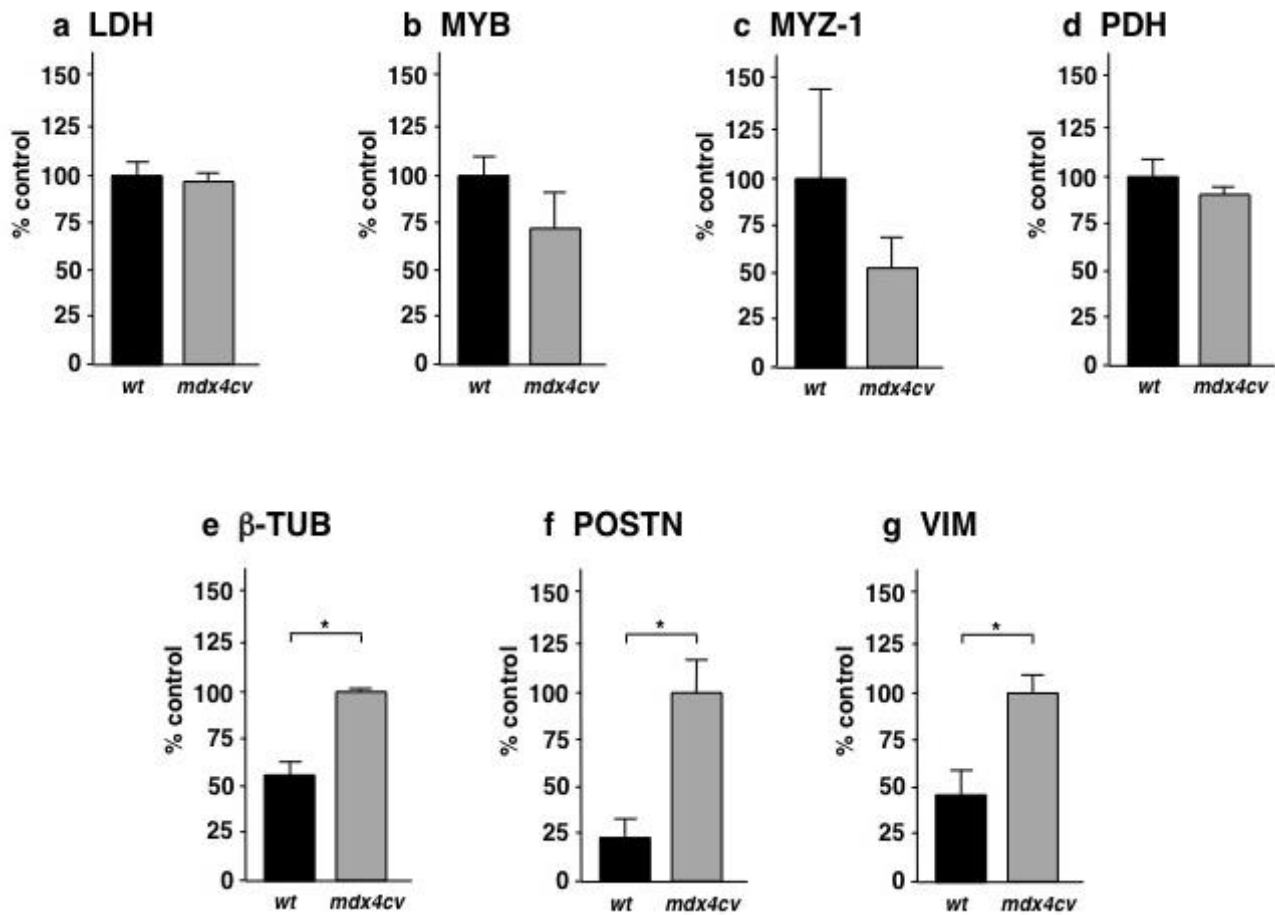 a LDH
b MYB
c MYZ-1
d PDH
% control
150
125
100
75
50
25
0
wt mdx4cv
% control
150
125
100
75
50
25
0
wt mdx4cv
% control
150
125
100
75
50
25
0
wt mdx4cv
% control
150
125
100
75
50
25
0
wt mdx4cv
e β-TUB
f POSTN
g VIM
% control
150
125
100
75
50
25
0
*
wt mdx4cv
% control
150
125
100
75
50
25
0
*
wt mdx4cv
% control
150
125
100
75
50
25
0
*
wt mdx4cv